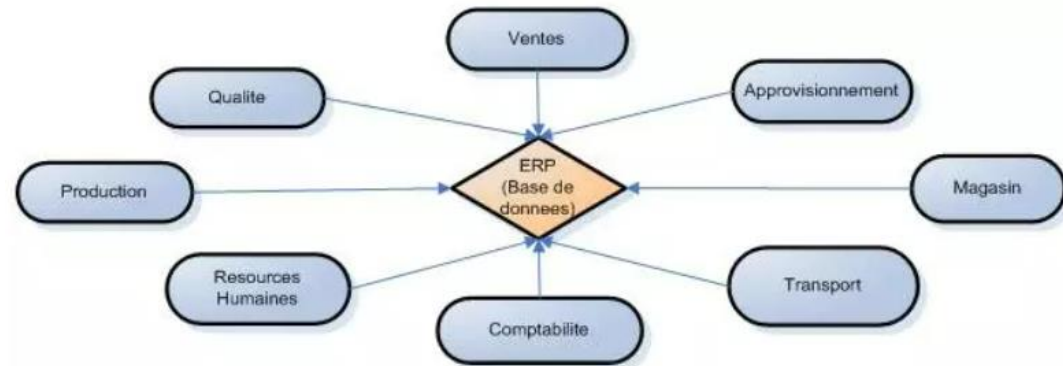 Ventes
Qualite
Approvisionnement
ERP
(Base de
donnees)
Production
Magasin
Resources
Humaines
Transport
Comptabilite